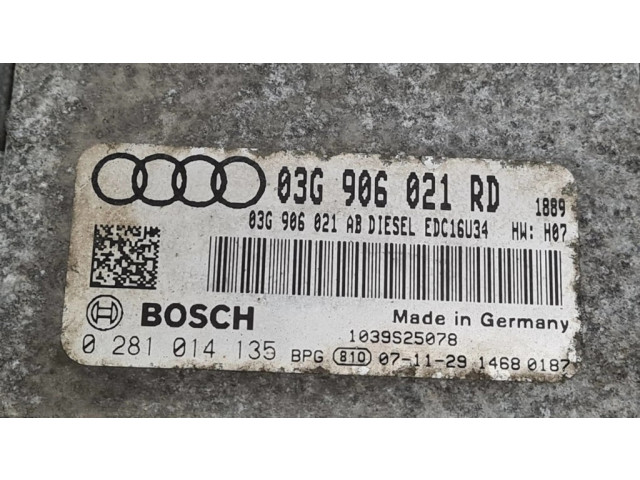 03G 906 021 RD 1889
03G 906 021 AB DIESEL EDC16U34 HW: H07
BOSCH Made in Germany
1039S25078
0 281 014 135 BPG 810 07-11-29 1468 0187